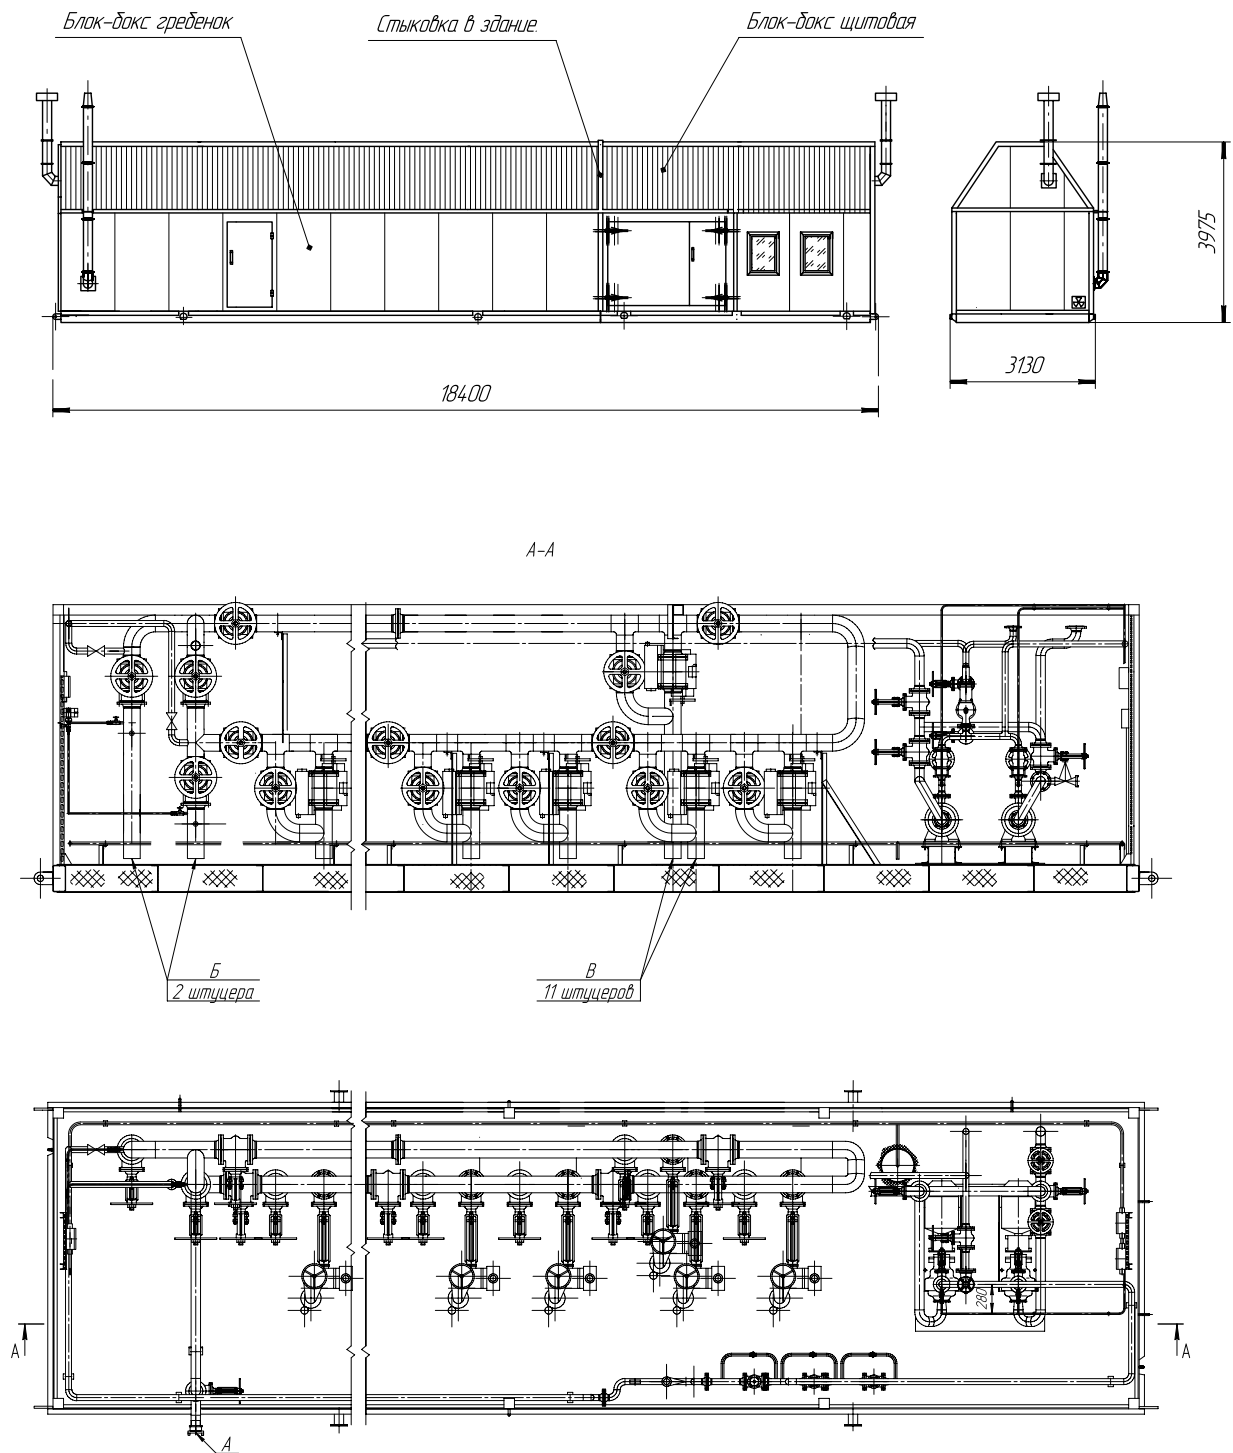 Блок-бокс гребенок
Стыковка в здание.
Блок-бокс щитовая
3975
18400
3130
А-А
Б
2 штуцера
В
11 штуцеров
280
А
А
А